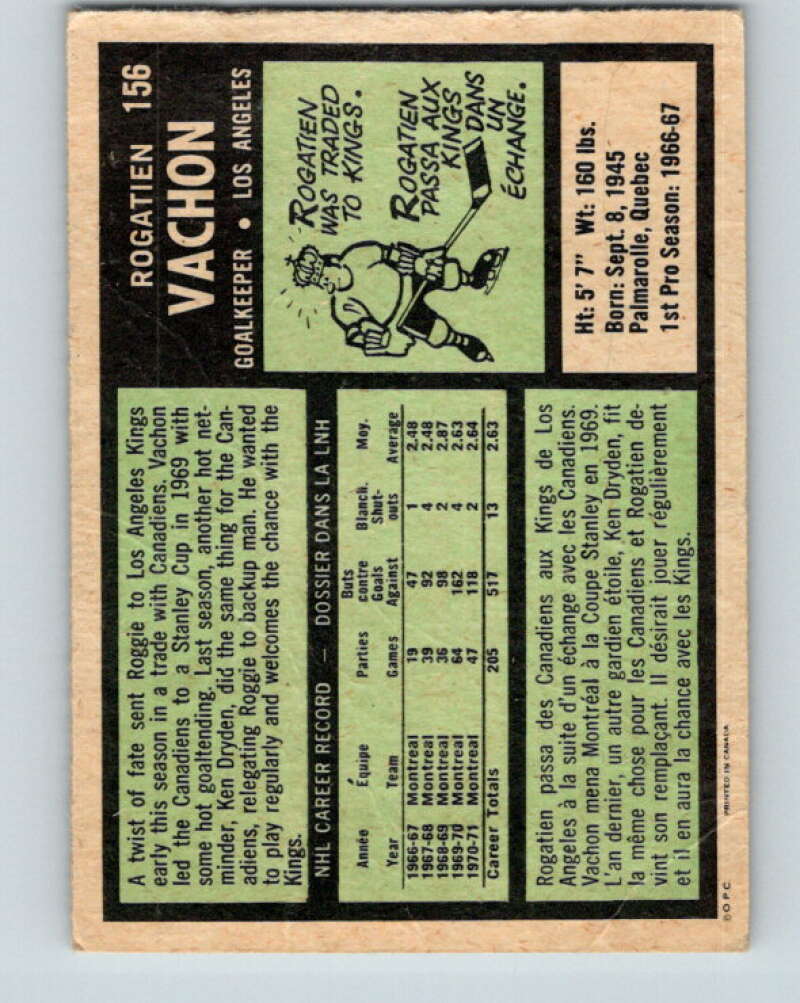 ROGATIEN 156
VACHON
GOALKEEPER • LOS ANGELES
A twist of fate sent Roggie to Los Angeles Kings
early this season in a trade with Canadiens. Vachon
led the Canadiens to a Stanley Cup in 1969 with
some hot goaltending. Last season, another hot net-
minder, Ken Dryden, did the same thing for the Can-
adiens, relegating Roggie to backup man. He wanted
to play regularly and welcomes the chance with the
Kings.
ROGATIEN
WAS TRADED
TO KINGS.
ROGATIEN
PASSA AUX
KINGS
DANS
UN
ÉCHANGE.
NHL CAREER RECORD — DOSSIER DANS LA LNH
Année Équipe Parties Buts contre Blanch. Moy.
Year Team Games Goals Against Shut-outs Average
1966-67 Montreal 19 47 1 2.48
1967-68 Montreal 39 92 4 2.48
1968-69 Montreal 36 98 2 2.87
1969-70 Montreal 64 162 4 2.63
1970-71 Montreal 47 118 2 2.64
Career Totals 205 517 13 2.63
Ht: 5' 7" Wt: 160 lbs.
Born: Sept. 8, 1945
Palmarolle, Quebec
1st Pro Season: 1966-67
Rogatien passa des Canadiens aux Kings de Los
Angeles à la suite d'un échange avec les Canadiens.
Vachon mena Montréal à la Coupe Stanley en 1969.
L'an dernier, un autre gardien étoile, Ken Dryden, fit
la même chose pour les Canadiens et Rogatien de-
vint son remplaçant. Il désirait jouer régulièrement
et il en aura la chance avec les Kings.
© O P C PRINTED IN CANADA